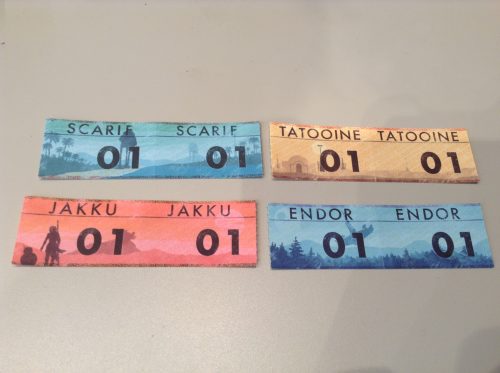 SCARIF SCARIF
01 01
TATOOINE TATOOINE
01 01
JAKKU JAKKU
01 01
ENDOR ENDOR
01 01